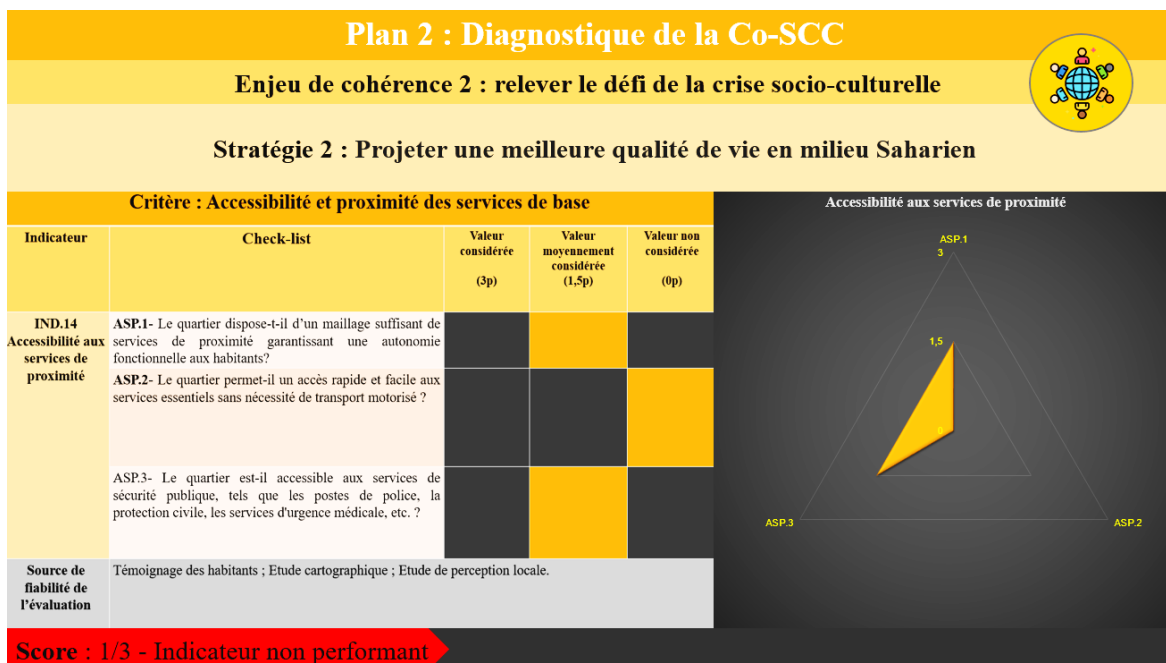 Plan 2 : Diagnostique de la Co-SCC
Enjeu de cohérence 2 : relever le défi de la crise socio-culturelle
Stratégie 2 : Projeter une meilleure qualité de vie en milieu Saharien
Critère : Accessibilité et proximité des services de base
Indicateur
Check-list
Valeur
considérée
(3p)
Valeur
moyennement
considérée
(1,5p)
Valeur non
considérée
(0p)
IND.14
Accessibilité aux
services de
proximité
ASP.1- Le quartier dispose-t-il d’un maillage suffisant de
services de proximité garantissant une autonomie
fonctionnelle aux habitants?
ASP.2- Le quartier permet-il un accès rapide et facile aux
services essentiels sans nécessité de transport motorisé ?
ASP.3- Le quartier est-il accessible aux services de
sécurité publique, tels que les postes de police, la
protection civile, les services d'urgence médicale, etc. ?
Source de
fiabilité de
l’évaluation
Témoignage des habitants ; Etude cartographique ; Etude de perception locale.
Accessibilité aux services de proximité
ASP.1
3
1,5
0
ASP.3
ASP.2
Score : 1/3 - Indicateur non performant